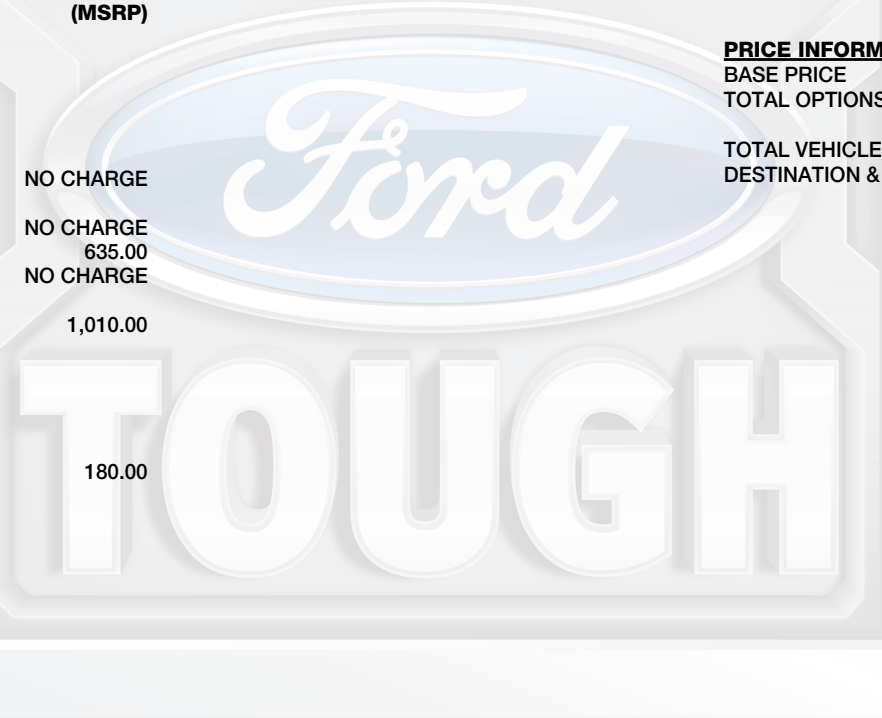 (MSRP)
NO CHARGE
NO CHARGE
635.00
NO CHARGE
1,010.00
180.00
PRICE INFORM
BASE PRICE
TOTAL OPTIONS
TOTAL VEHICLE
DESTINATION &
Ford
TOUGH